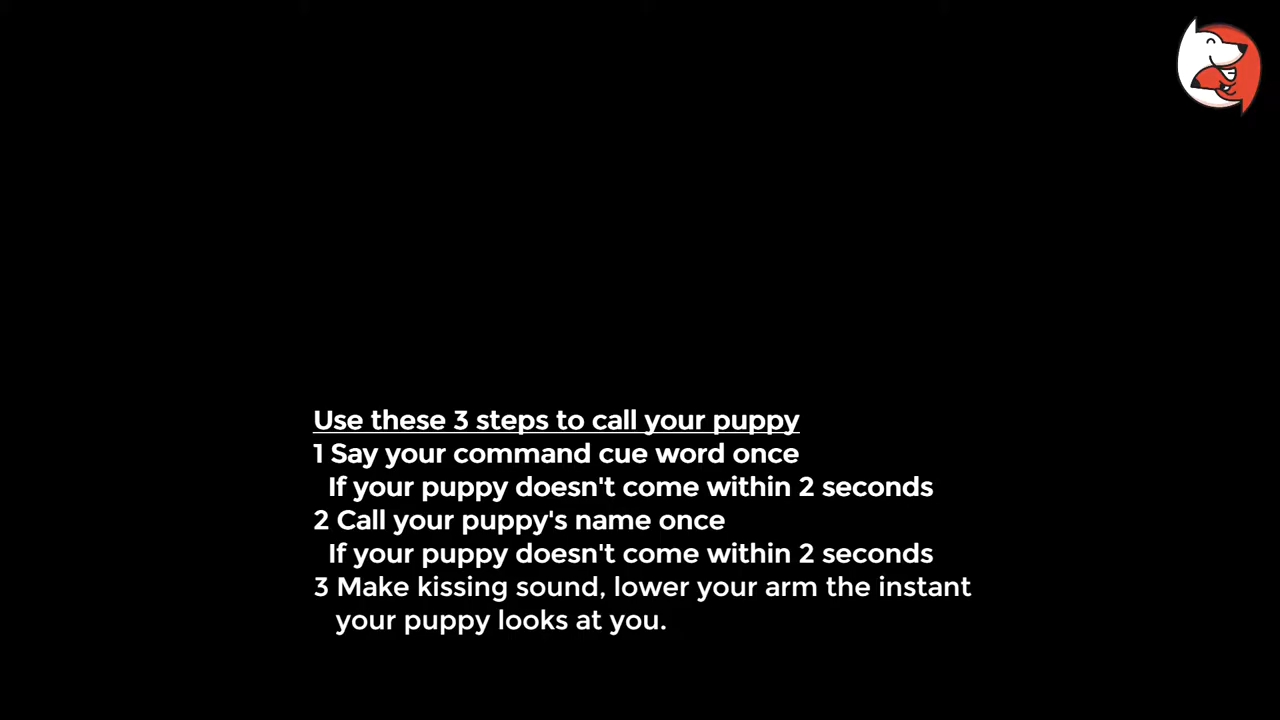 Use these 3 steps to call your puppy
1 Say your command cue word once
If your puppy doesn't come within 2 seconds
2 Call your puppy's name once
If your puppy doesn't come within 2 seconds
3 Make kissing sound, lower your arm the instant
your puppy looks at you.